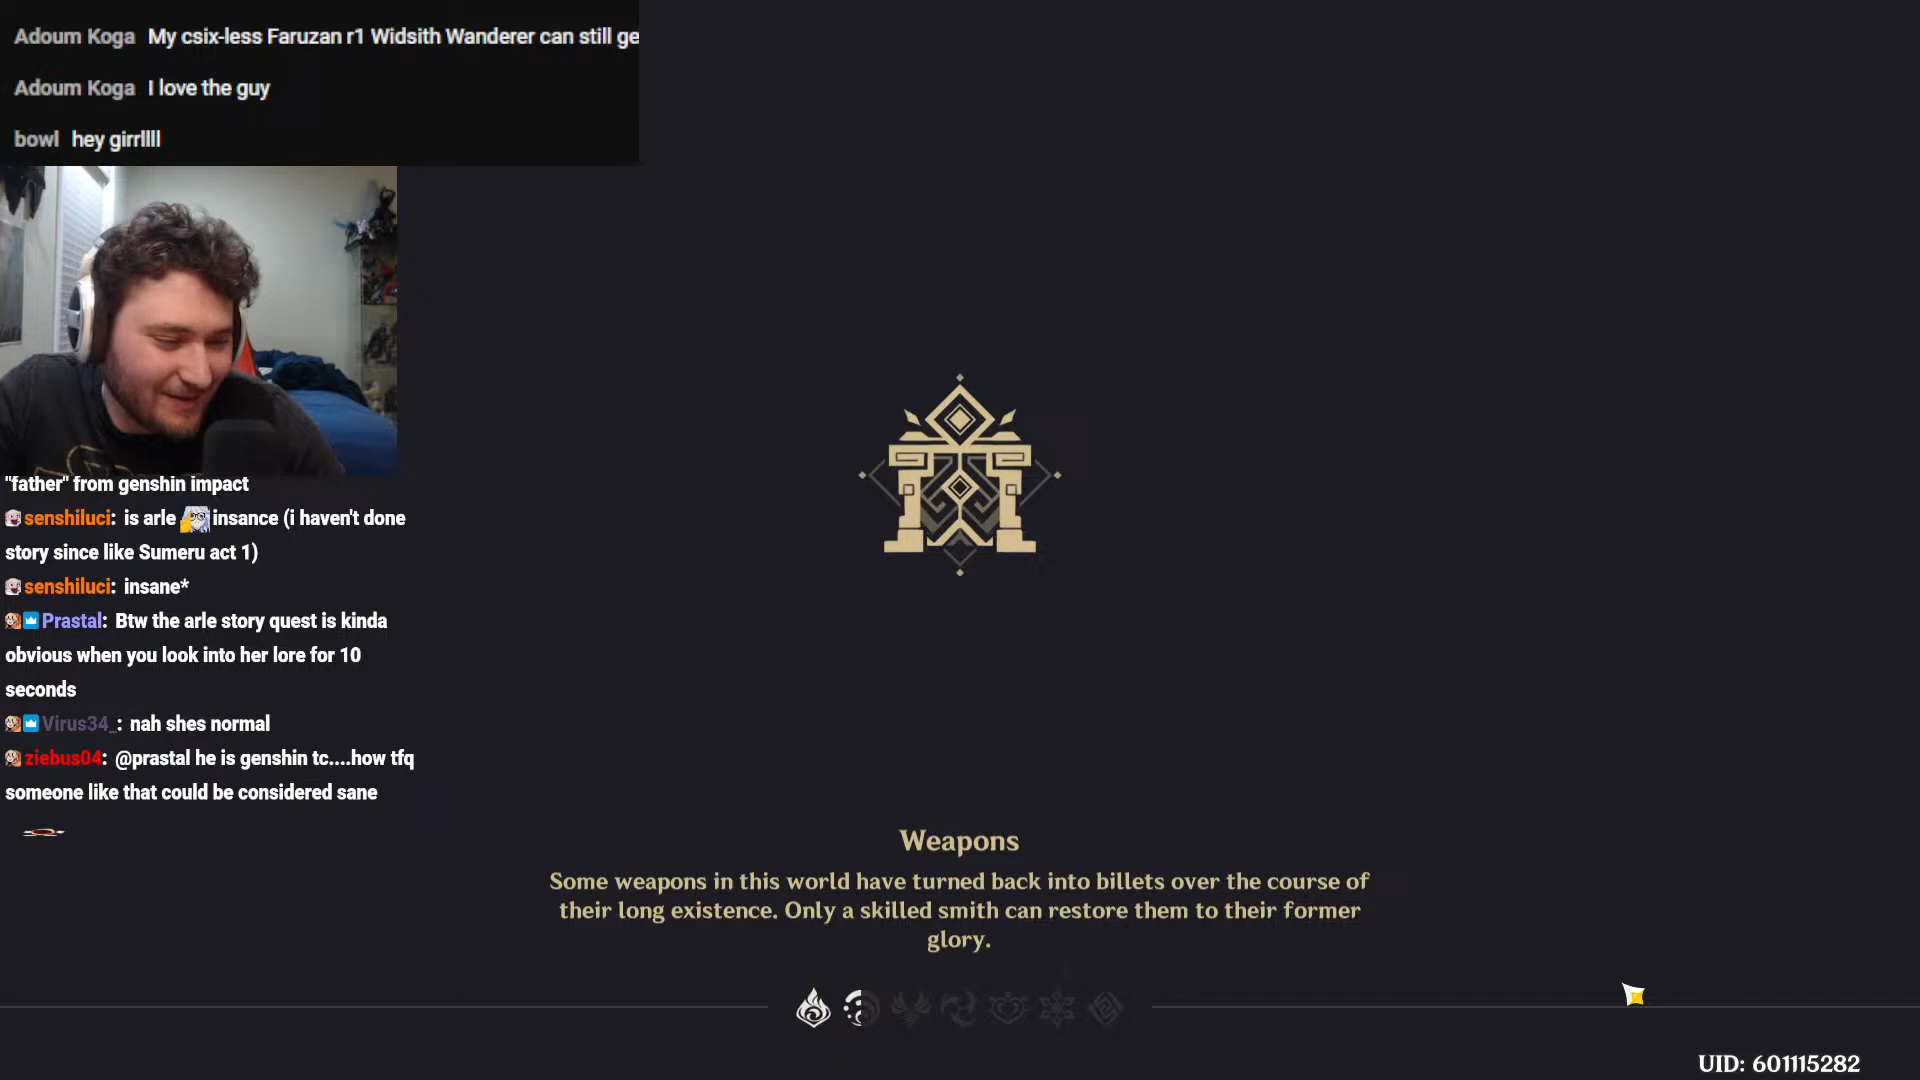 Adoum Koga My csix-less Faruzan r1 Widsith Wanderer can still ge
Adoum Koga I love the guy
bowl hey girrllll
"father" from genshin impact
senshiluci: is arle insance (i haven't done
story since like Sumeru act 1)
senshiluci: insane*
Prastal: Btw the arle story quest is kinda
obvious when you look into her lore for 10
seconds
Virus34_: nah shes normal
ziebus04: @prastal he is genshin tc....how tfq
someone like that could be considered sane
Weapons
Some weapons in this world have turned back into billets over the course of
their long existence. Only a skilled smith can restore them to their former
glory.
UID: 601115282